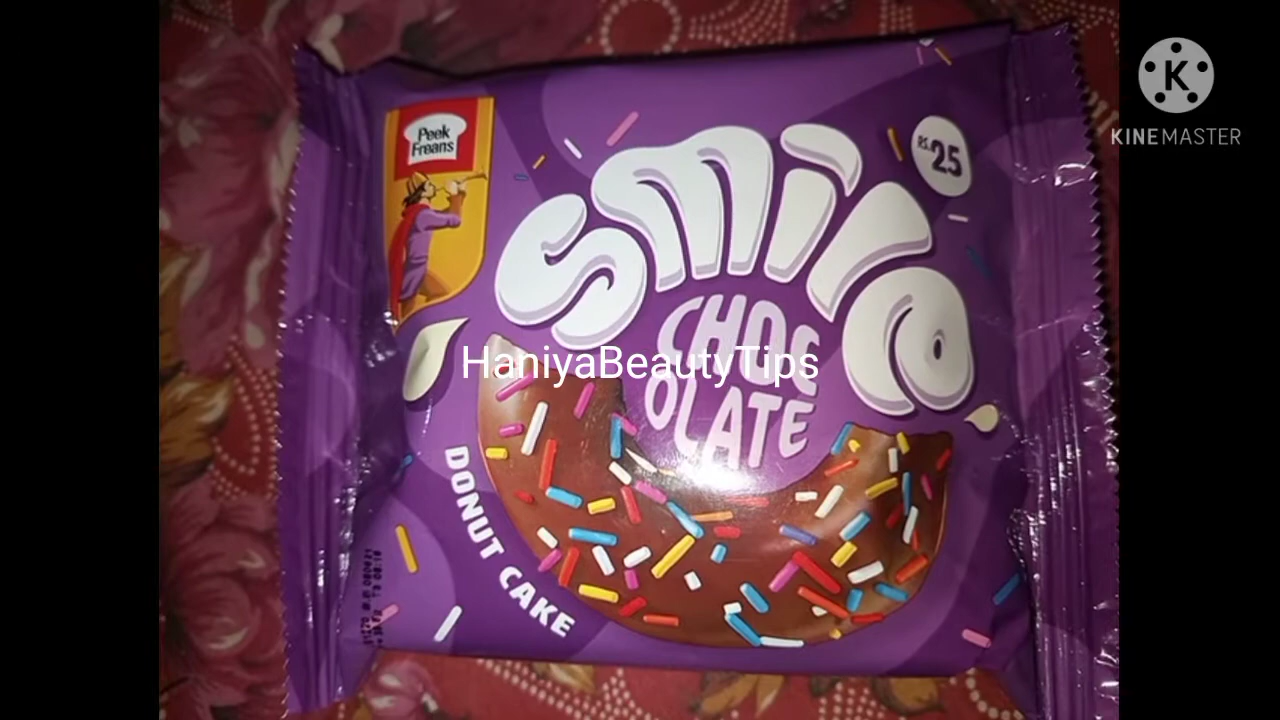 Peek
Freans
Smile
RS.25
CHOC
OLATE
DONUT CAKE
HaniyaBeautyTips
KINEMASTER